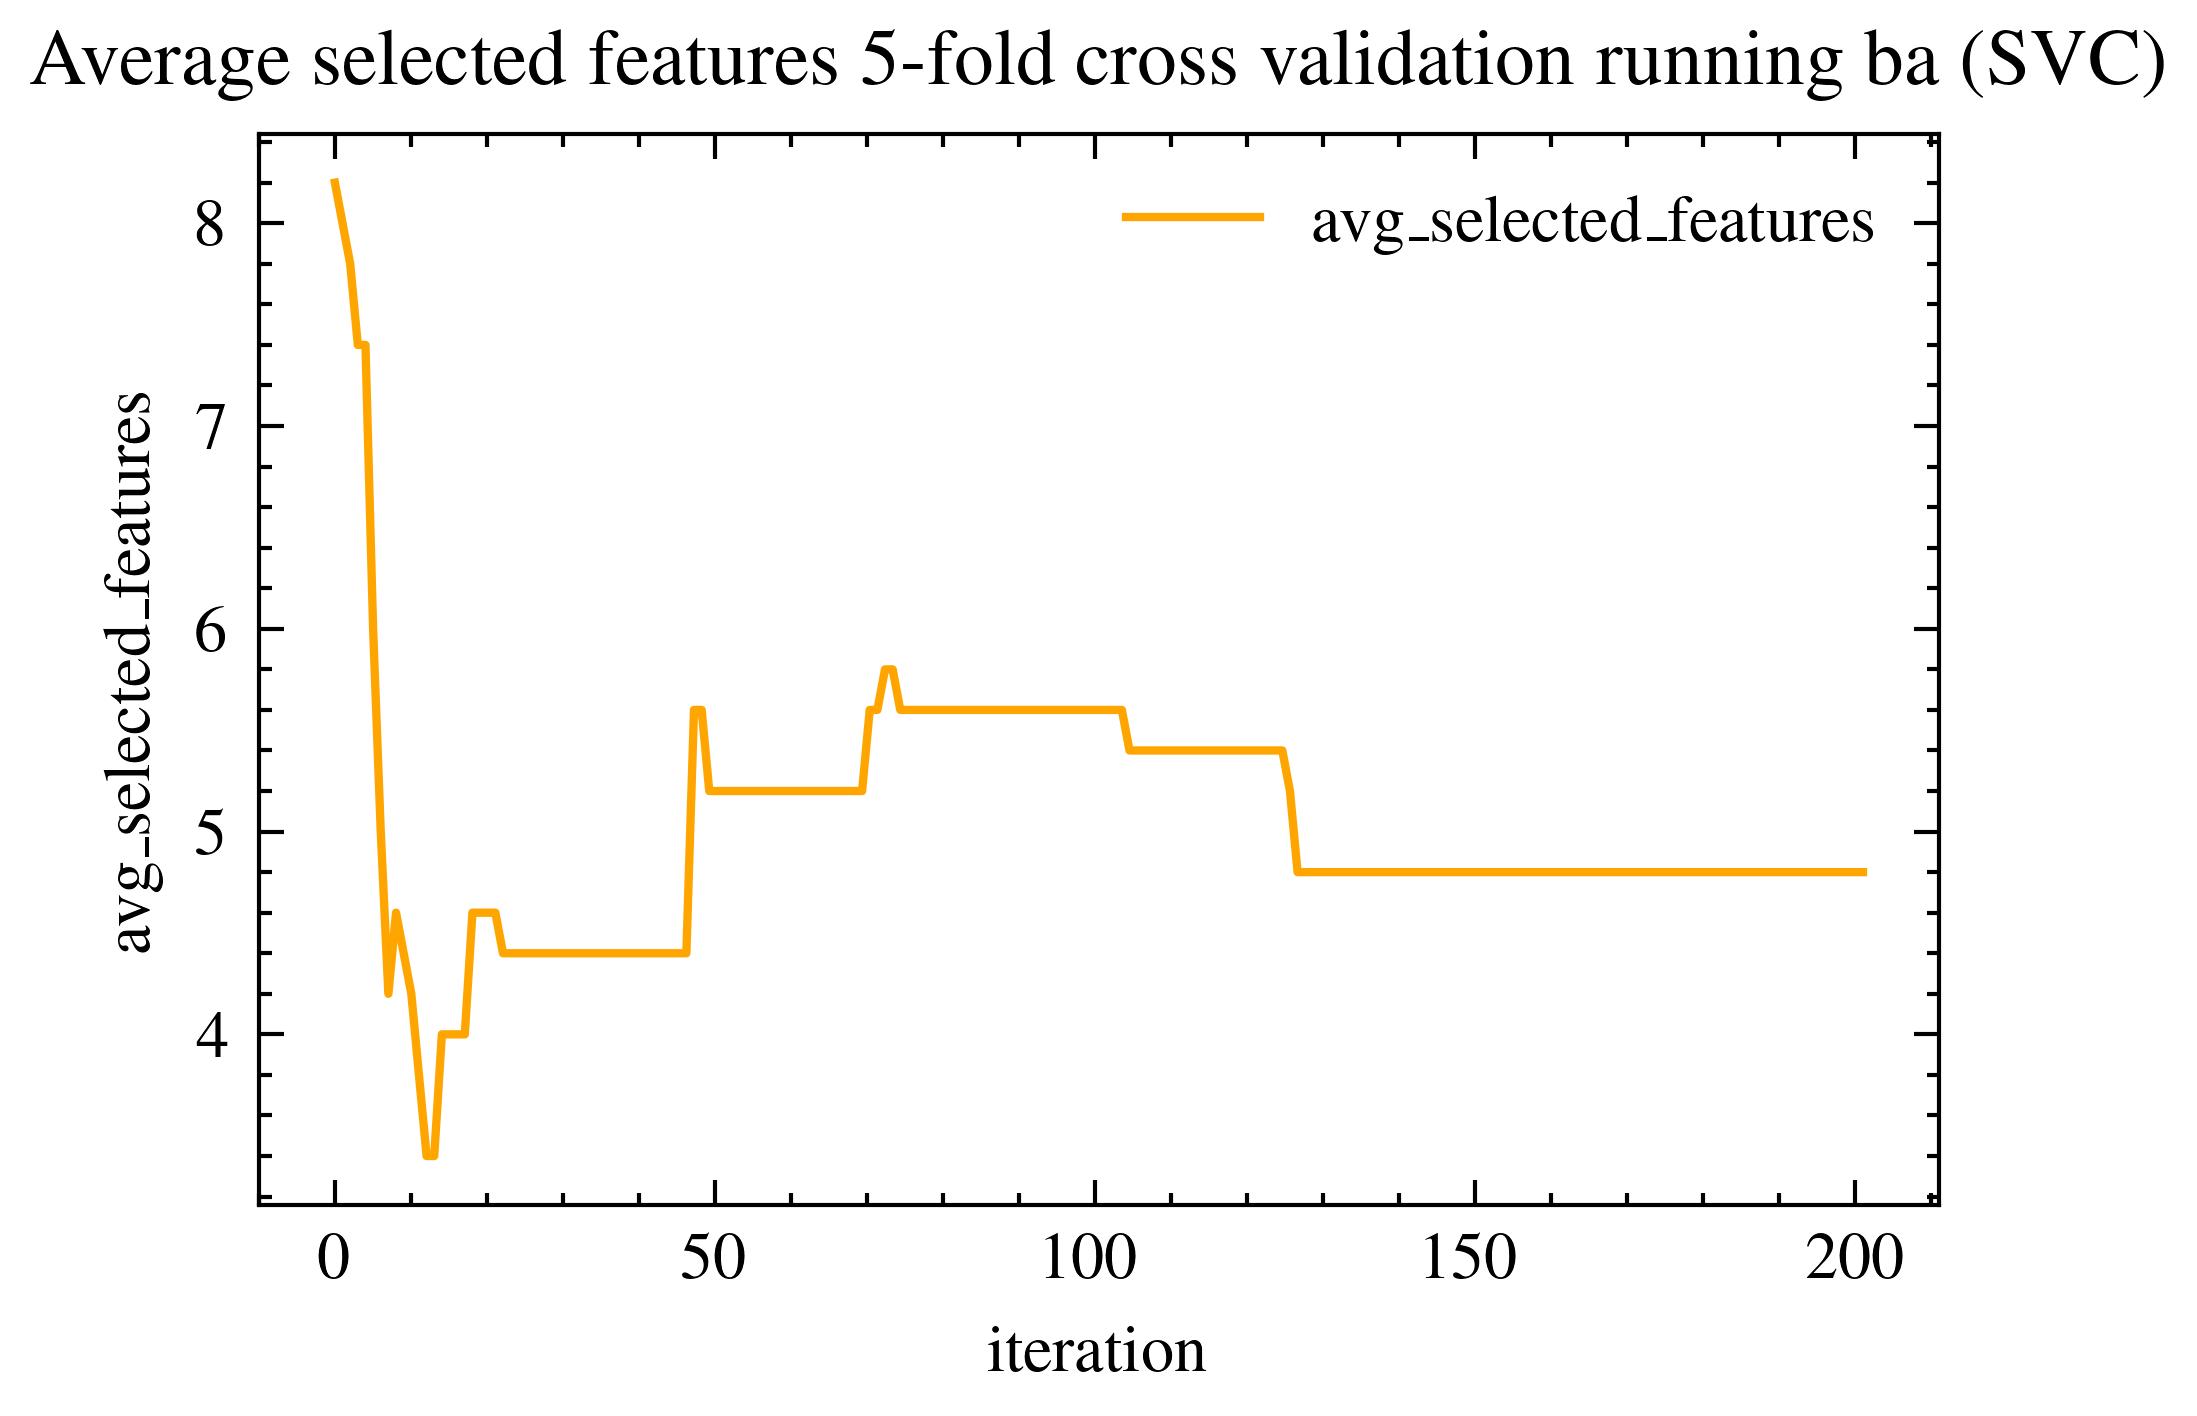 Average selected features 5-fold cross validation running ba (SVC)
avg_selected_features
avg_selected_features
8
7
6
5
4
0 50 100 150 200
iteration